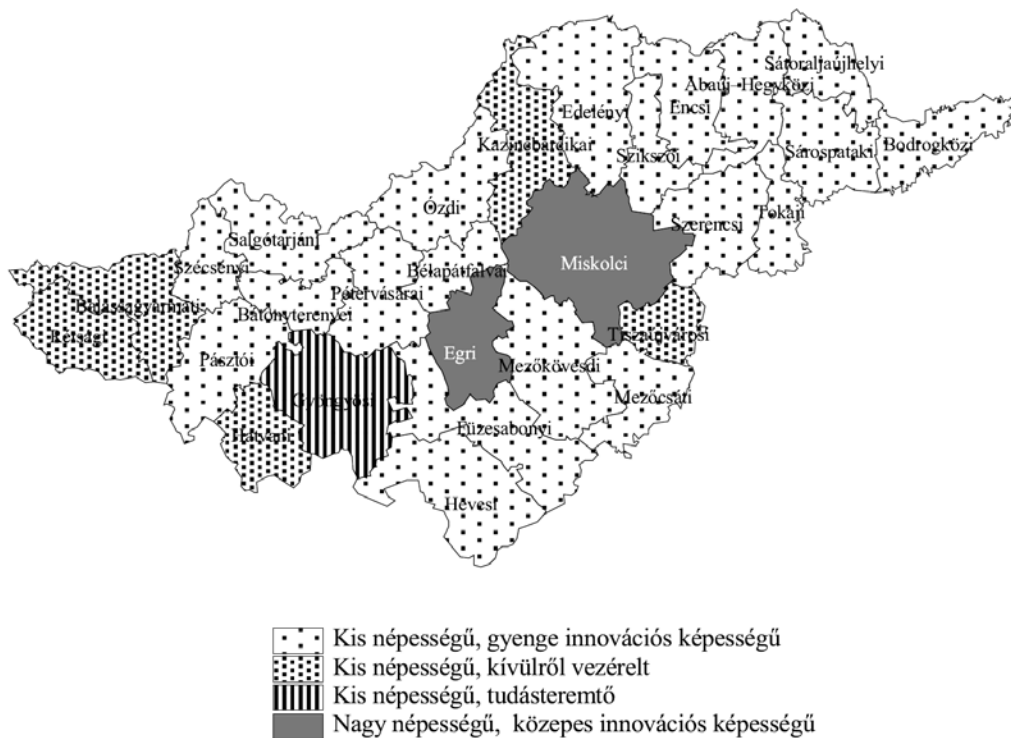 Sátoraljaújhelyi
Abaúj–Hegyközi
Encsi
Edelényi
Kazincbarcikai
Szikszói
Sárospataki
Bodrogközi
Ózdi
Szerencsi
Tokaji
Salgótarjáni
Szécsényi
Bélapátfalvai
Miskolci
Pétervásárai
Balassagyarmati
Bátonyterenyei
Rétsági
Tiszaújvárosi
Pásztói
Egri
Mezőkövesdi
Gyöngyösi
Mezőcsáti
Hatvani
Füzesabonyi
Hevesi
Kis népességű, gyenge innovációs képességű
Kis népességű, kívülről vezérelt
Kis népességű, tudásteremtő
Nagy népességű, közepes innovációs képességű